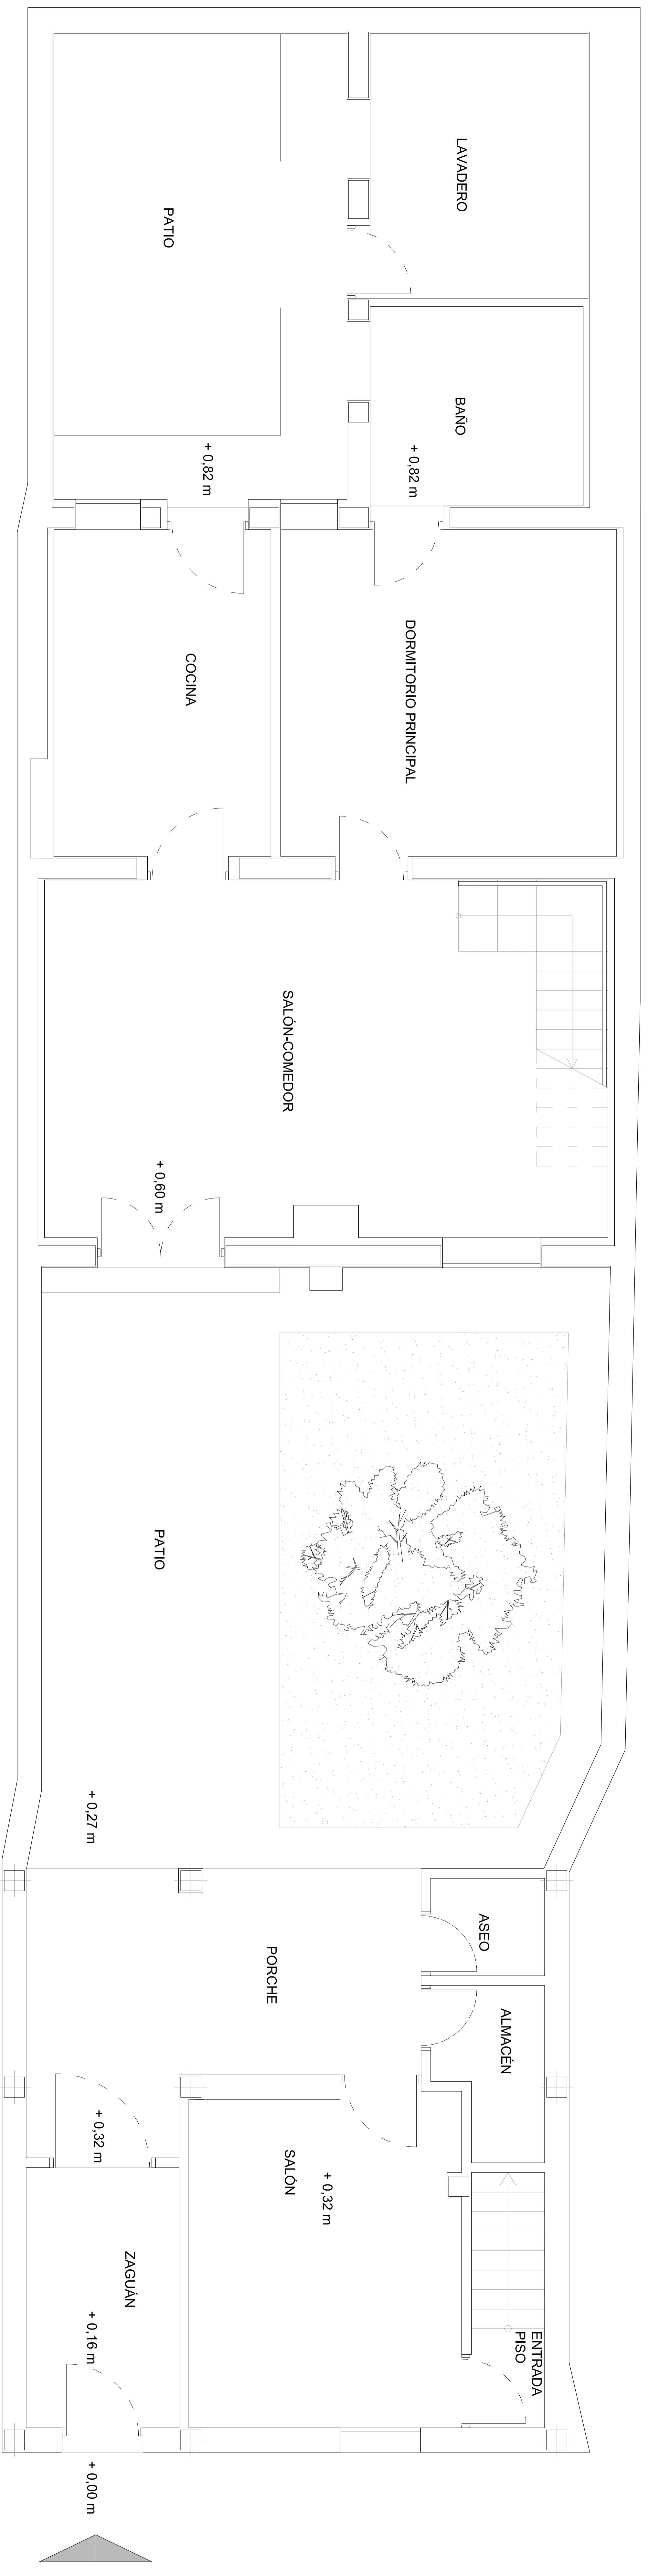 LAVADERO
PATIO
BAÑO
+ 0,82 m
+ 0,82 m
DORMITORIO PRINCIPAL
COCINA
SALÓN-COMEDOR
+ 0,60 m
PATIO
+ 0,27 m
ASEO
PORCHE
ALMACÉN
+ 0,32 m
SALÓN
+ 0,32 m
ZAGUÁN
+ 0,16 m
ENTRADA
PISO
+ 0,00 m